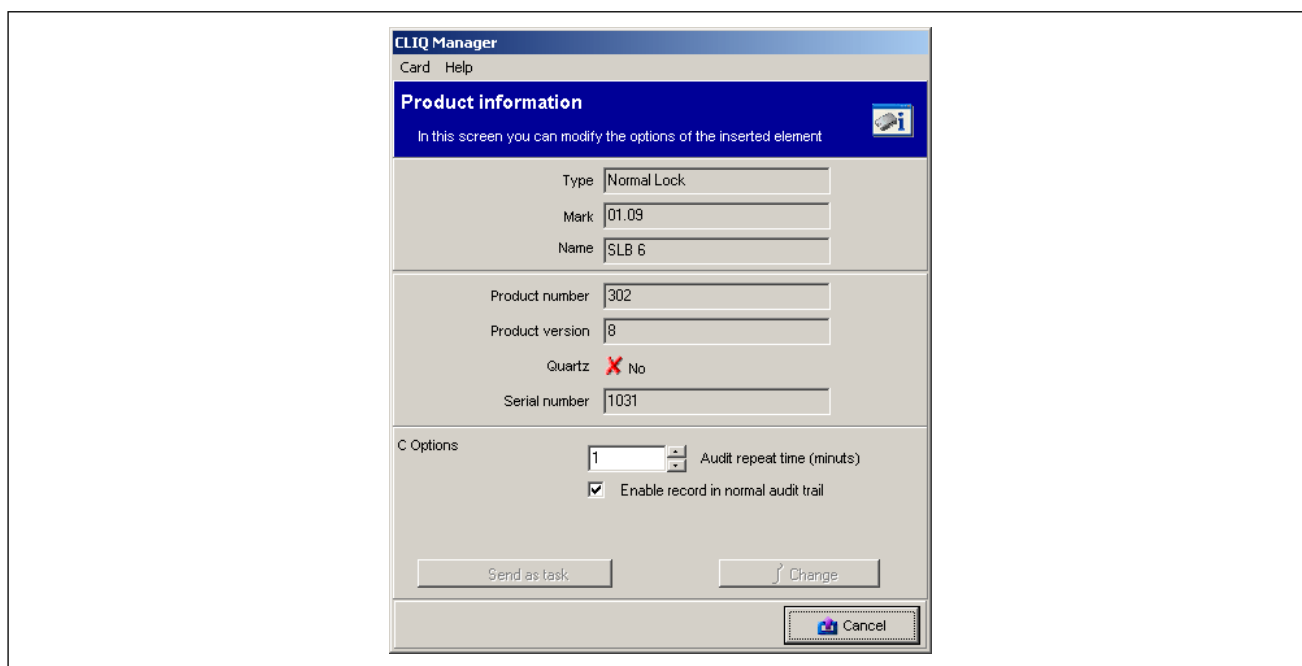 CLIQ Manager
Card Help
Product information
In this screen you can modify the options of the inserted element
Type Normal Lock
Mark 01.09
Name SLB 6
Product number 302
Product version 8
Quartz No
Serial number 1031
C Options
1 Audit repeat time (minuts)
Enable record in normal audit trail
Send as task Change
Cancel